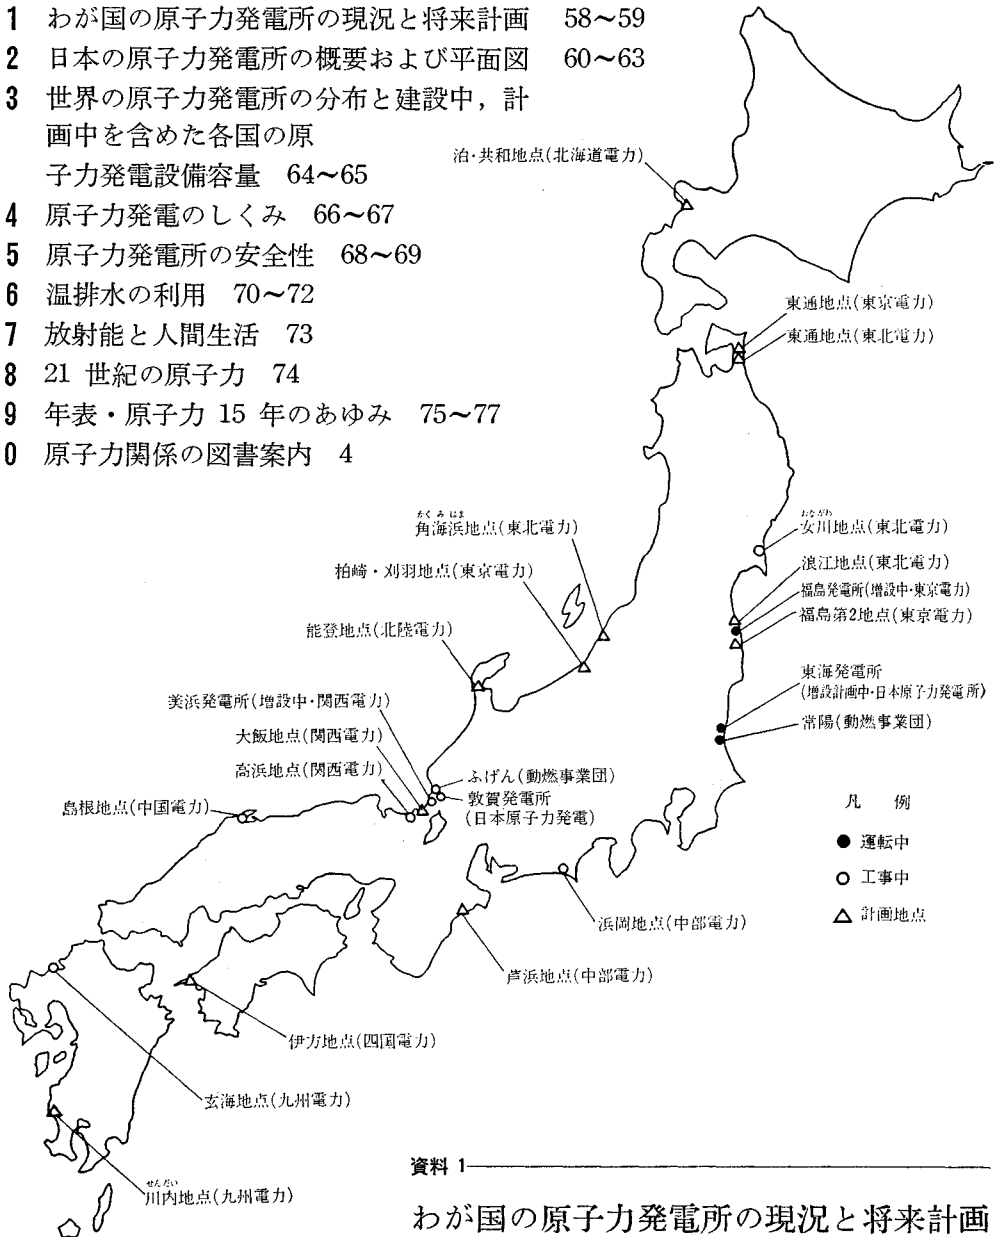 1 わが国の原子力発電所の現況と将来計画 58〜59
2 日本の原子力発電所の概要および平面図 60〜63
3 世界の原子力発電所の分布と建設中，計
画中を含めた各国の原
子力発電設備容量 64〜65
4 原子力発電のしくみ 66〜67
5 原子力発電所の安全性 68〜69
6 温排水の利用 70〜72
7 放射能と人間生活 73
8 21 世紀の原子力 74
9 年表・原子力 15 年のあゆみ 75〜77
0 原子力関係の図書案内 4
泊・共和地点(北海道電力)
東通地点(東京電力)
東通地点(東北電力)
かくみはま
角海浜地点(東北電力)
柏崎・刈羽地点(東京電力)
能登地点(北陸電力)
美浜発電所(増設中・関西電力)
大飯地点(関西電力)
高浜地点(関西電力)
島根地点(中国電力)
ふげん(動燃事業団)
敦賀発電所
(日本原子力発電)
おながわ
女川地点(東北電力)
浪江地点(東北電力)
福島発電所(増設中・東京電力)
福島第2地点(東京電力)
東海発電所
(増設計画中・日本原子力発電所)
常陽(動燃事業団)
凡 例
● 運転中
○ 工事中
△ 計画地点
浜岡地点(中部電力)
芦浜地点(中部電力)
伊方地点(四国電力)
玄海地点(九州電力)
せんだい
川内地点(九州電力)
資料 1
わが国の原子力発電所の現況と将来計画